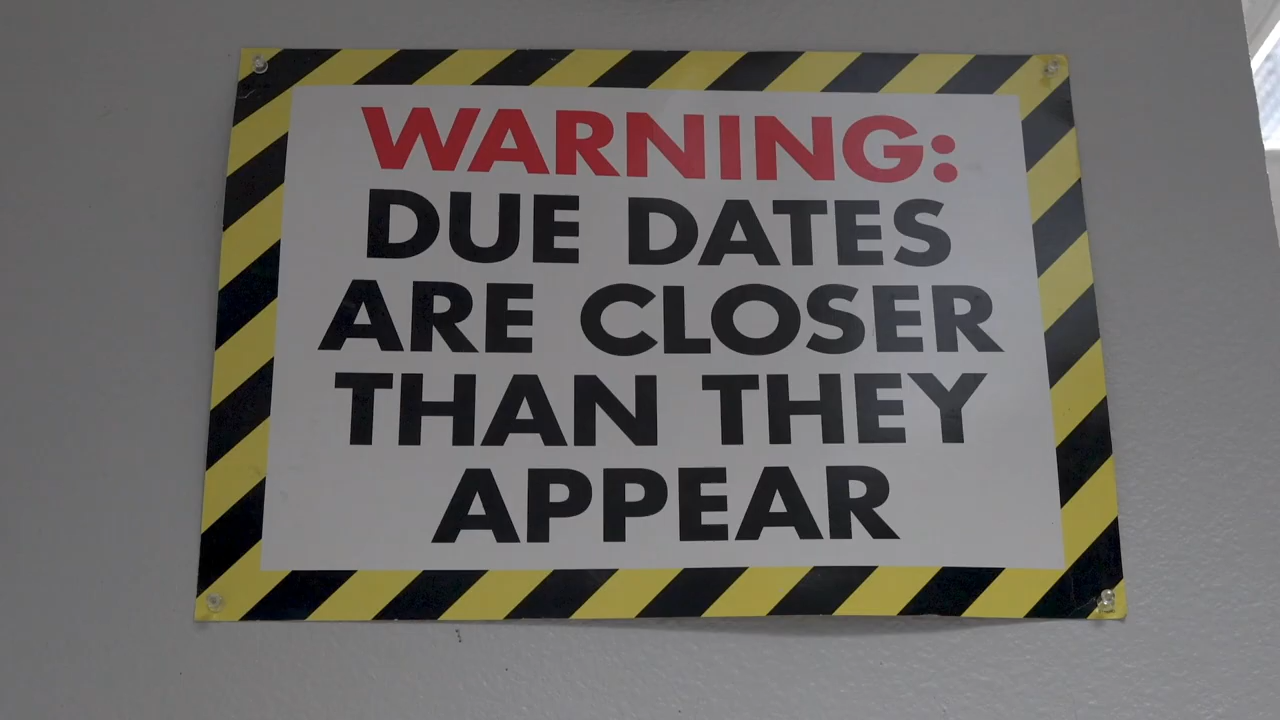 WARNING:
DUE DATES
ARE CLOSER
THAN THEY
APPEAR